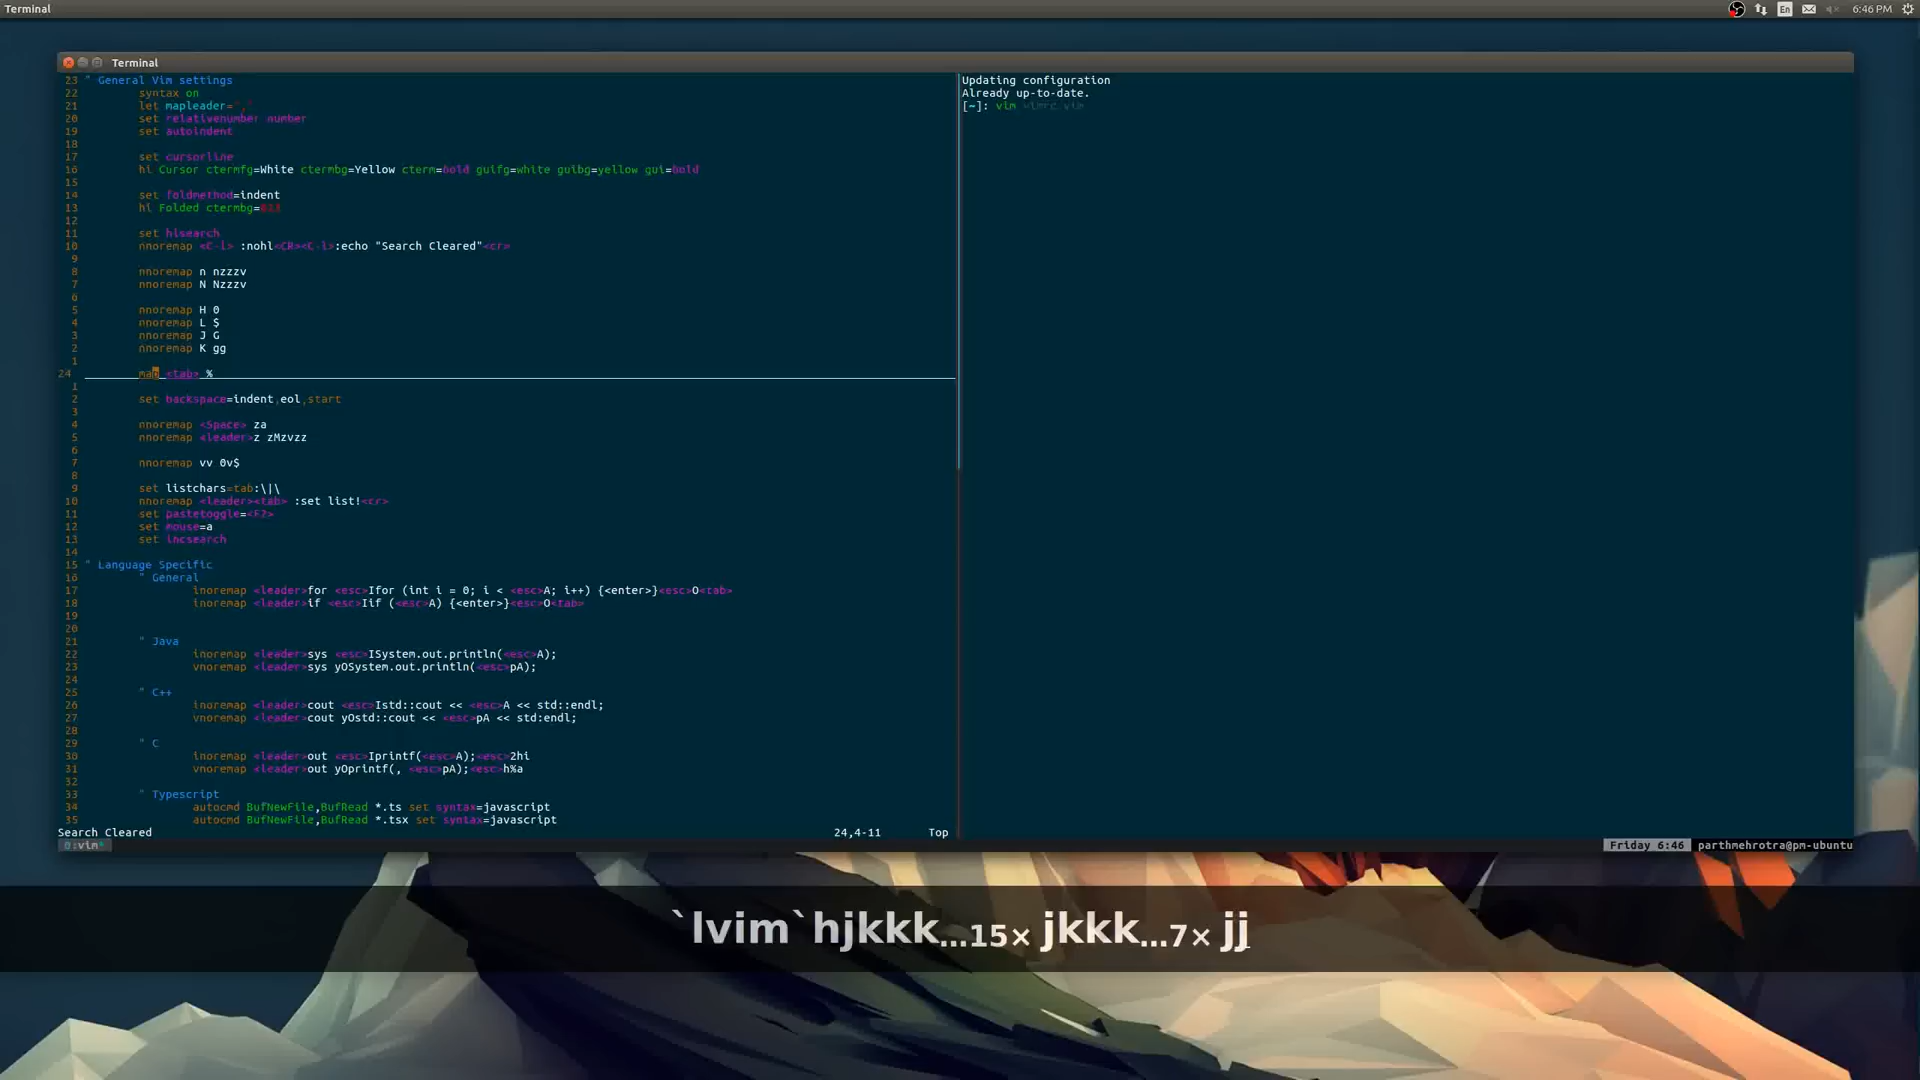 Terminal
En 6:46 PM
Terminal
23 " General Vim settings
22 syntax on
21 let mapleader=","
20 set relativenumber number
19 set autoindent
18
17 set cursorline
16 hi Cursor ctermfg=White ctermbg=Yellow cterm=bold guifg=white guibg=yellow gui=bold
15
14 set foldmethod=indent
13 hi Folded ctermbg=
12
11 set hlsearch
10 nnoremap <C-l> :nohl<CR><C-l>:echo "Search Cleared"<cr>
9
8 nnoremap n nzzzv
7 nnoremap N Nzzzv
6
5 nnoremap H 0
4 nnoremap L $
3 nnoremap J G
2 nnoremap K gg
1
24 map <tab> %
1
2 set backspace=indent,eol,start
3
4 nnoremap <Space> za
5 nnoremap <leader>z zMzvzz
6
7 nnoremap vv 0v$
8
9 set listchars=tab:\|\
10 nnoremap <leader><tab> :set list!<cr>
11 set pastetoggle=<F2>
12 set mouse=a
13 set incsearch
14
15 " Language Specific
16 " General
17 inoremap <leader>for <esc>Ifor (int i = 0; i < <esc>A; i++) {<enter>}<esc>O<tab>
18 inoremap <leader>if <esc>Iif (<esc>A) {<enter>}<esc>O<tab>
19
20
21 " Java
22 inoremap <leader>sys <esc>ISystem.out.println(<esc>A);
23 vnoremap <leader>sys yOSystem.out.println(<esc>pA);
24
25 " C++
26 inoremap <leader>cout <esc>Istd::cout << <esc>A << std::endl;
27 vnoremap <leader>cout yOstd::cout << <esc>pA << std:endl;
28
29 " C
30 inoremap <leader>out <esc>Iprintf(<esc>A);<esc>2hi
31 vnoremap <leader>out yOprintf(, <esc>pA);<esc>h%a
32
33 " Typescript
34 autocmd BufNewFile,BufRead *.ts set syntax=javascript
35 autocmd BufNewFile,BufRead *.tsx set syntax=javascript
Search Cleared 24,4-11 Top
Updating configuration
Already up-to-date.
[~]: vim vimrc.vim
0:vim* Friday 6:46 parthmehrotra@pm-ubuntu
`lvim`hjkkk...15× jkkk...7× jj